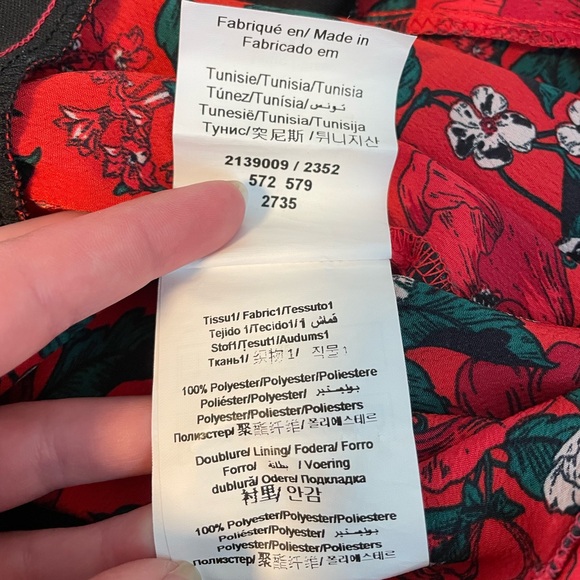 Fabriqué en/ Made in
Fabricado em
Tunisie/Tunisia/Tunisia
Túnez/Tunísia/تونس
Tunesië/Tunisia/Tunisija
Тунис/突尼斯/튀니지산
2139009 / 2352
572 579
2735
Tissu1/ Fabric1/Tessuto1
Tejido 1/Tecido1/1 قماش
Stof1/Tesut1/Audums1
Ткань1/ 织物1/ 직물1
100% Polyester/Polyester/Poliestere
Poliéster/Polyester/ بوليستر
Polyester/Polyester/Poliesters
Полиэстер/聚酯纤维/폴리에스테르
Doublure/ Lining/ Fodera/ Forro
Forro/ بطانة/ Voering
dublură/ Odere/ Подкладка
衬里/ 안감
100% Polyester/Polyester/Poliestere
Poliéster/Polyester/ بوليستر
Polyester/Poliester/Poliesters
Полиэстер/聚酯纤维/폴리에스테르